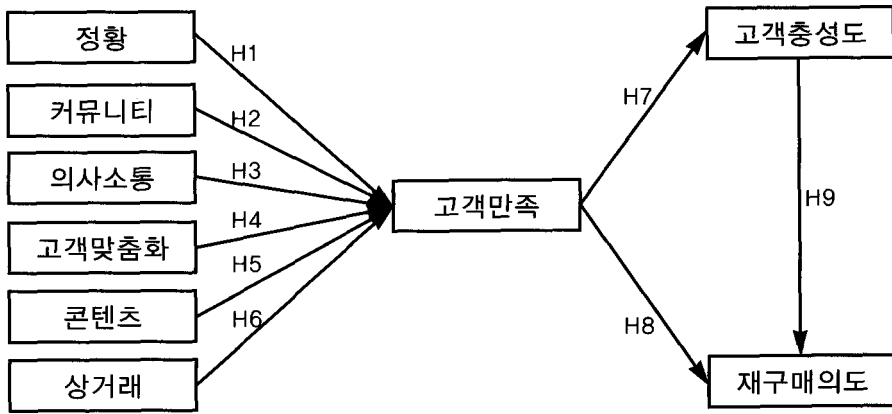 정황
커뮤니티
의사소통
고객맞춤화
콘텐츠
상거래
H1
H2
H3
H4
H5
H6
고객만족
H7
H8
고객충성도
H9
재구매의도